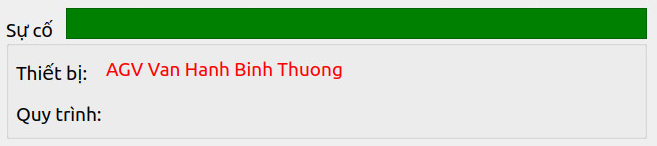 Sự cố
Thiết bị: AGV Van Hanh Binh Thuong
Quy trình: